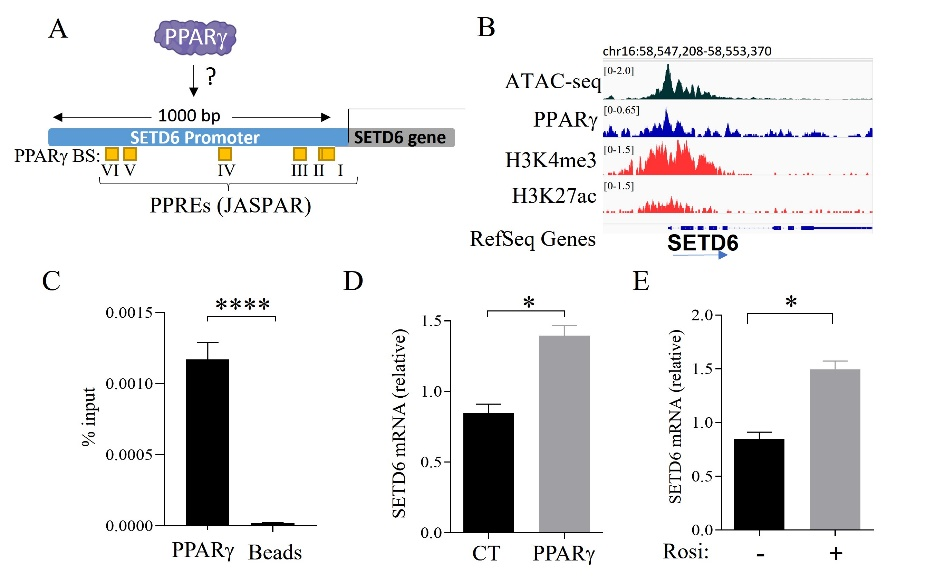 A
PPARγ
?
1000 bp
SETD6 Promoter
SETD6 gene
PPARγ BS:
VI V IV III II I
PPREs (JASPAR)
B
chr16:58,547,208-58,553,370
ATAC-seq
[0-2.0]
PPARγ
[0-0.65]
H3K4me3
[0-1.5]
H3K27ac
[0-1.5]
RefSeq Genes
SETD6
C
****
0.0015
0.0010
0.0005
0.0000
% input
PPARγ Beads
D
*
1.5
1.0
0.5
0.0
SETD6 mRNA (relative)
CT PPARγ
E
*
2.0
1.5
1.0
0.5
0.0
SETD6 mRNA (relative)
Rosi: - +